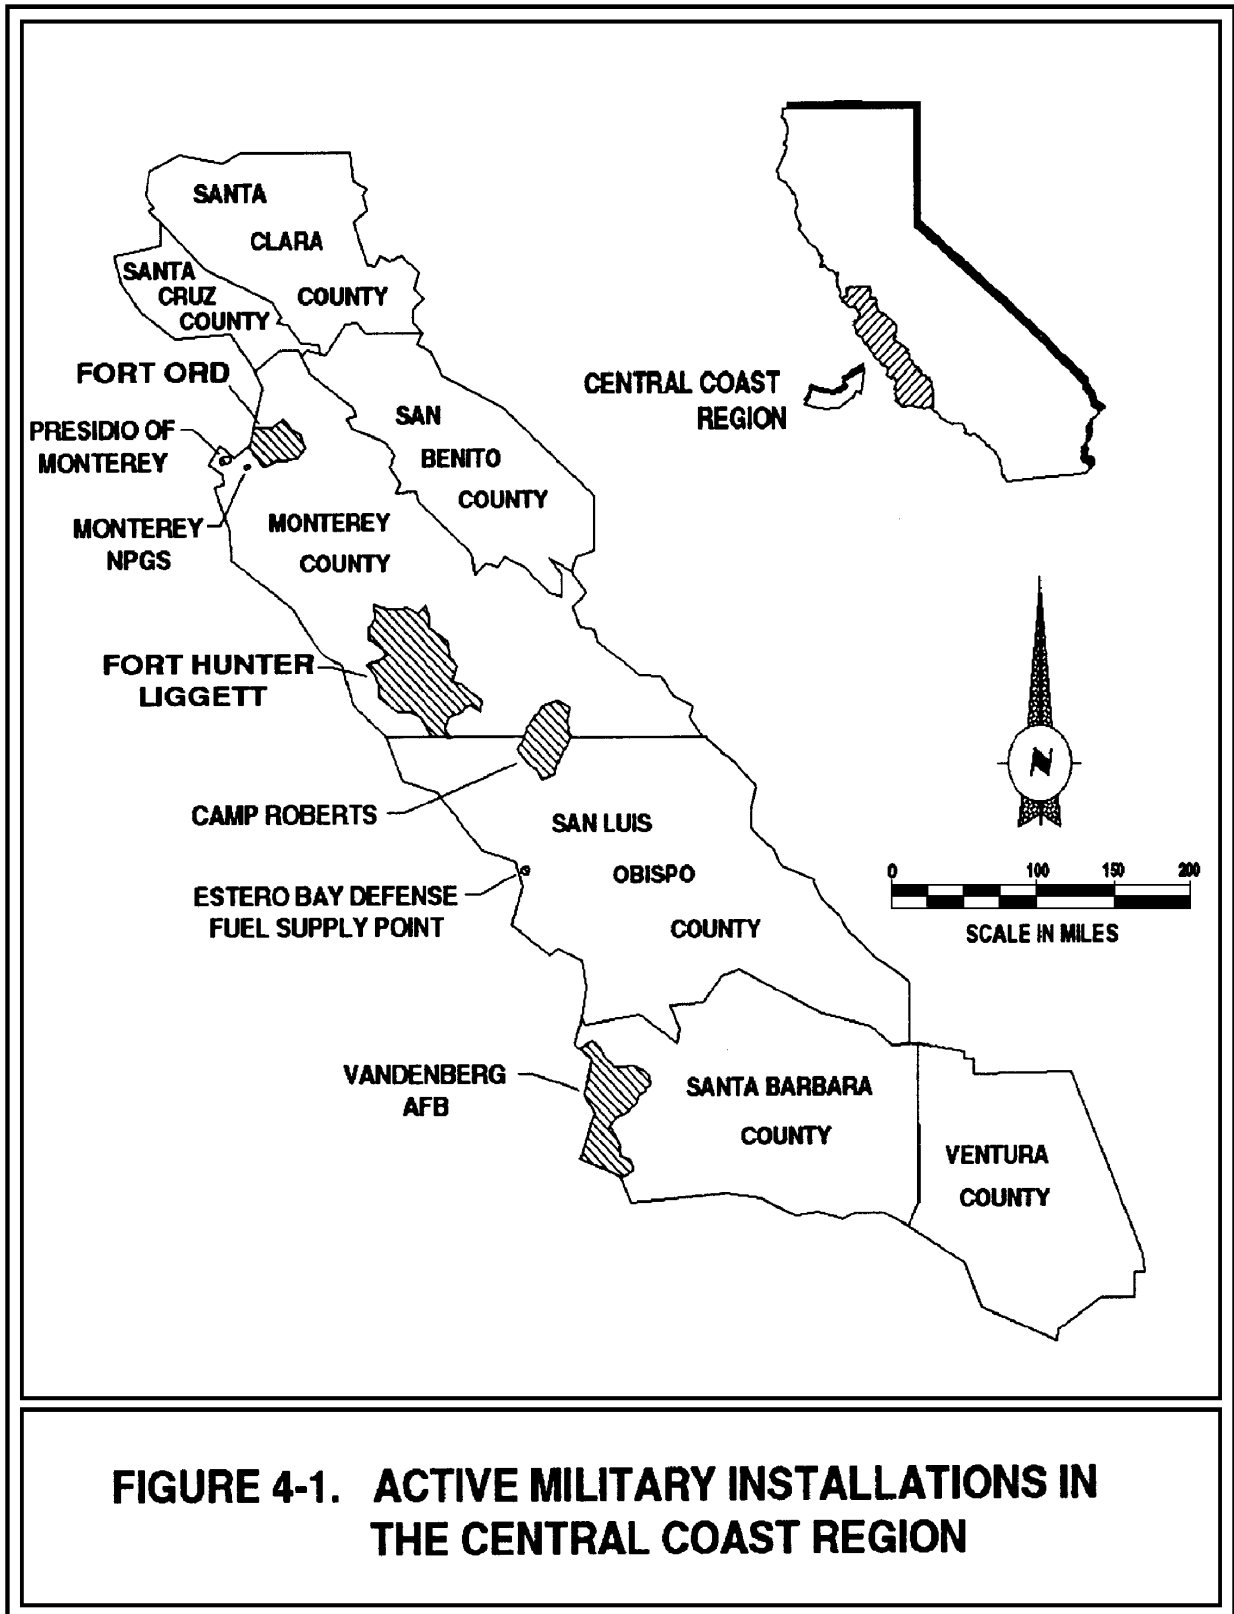 SANTA
CLARA
COUNTY
SANTA
CRUZ
COUNTY
FORT ORD
PRESIDIO OF
MONTEREY
MONTEREY
NPGS
SAN
BENITO
COUNTY
MONTEREY
COUNTY
CENTRAL COAST
REGION
FORT HUNTER
LIGGETT
CAMP ROBERTS
SAN LUIS
OBISPO
COUNTY
ESTERO BAY DEFENSE
FUEL SUPPLY POINT
N
0 100 150 200
SCALE IN MILES
VANDENBERG
AFB
SANTA BARBARA
COUNTY
VENTURA
COUNTY
FIGURE 4-1. ACTIVE MILITARY INSTALLATIONS IN
THE CENTRAL COAST REGION